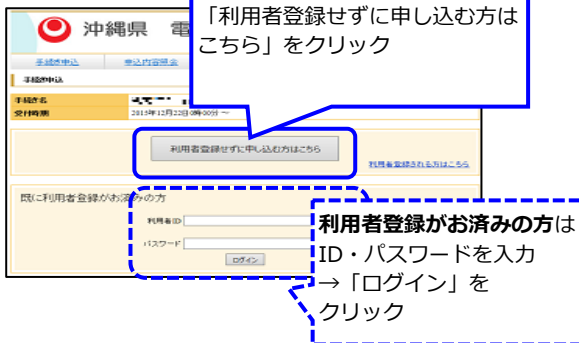 「利用者登録せずに申し込む方は
こちら」をクリック
沖縄県 電
手続き申込
申込内容照会
手続き申込
手続き名
受付時期
2015年12月22日0時00分 ～
利用者登録せずに申し込む方はこちら
利用者登録される方はこちら
既に利用者登録がお済みの方
利用者ID
パスワード
ログイン
利用者登録がお済みの方は
ID・パスワードを入力
→「ログイン」を
クリック